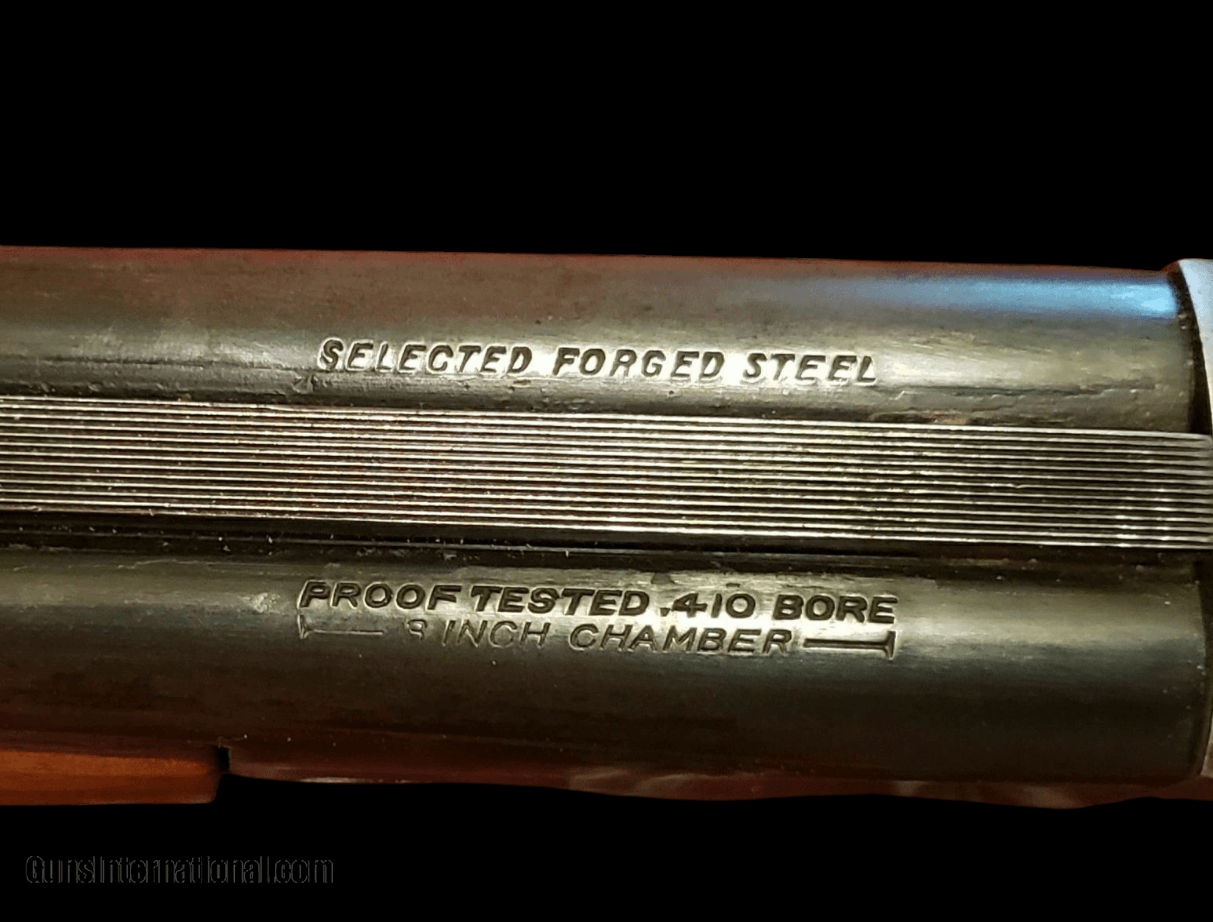 SELECTED FORGED STEEL
PROOF TESTED .410 BORE
3 INCH CHAMBER
GunsInternational.com